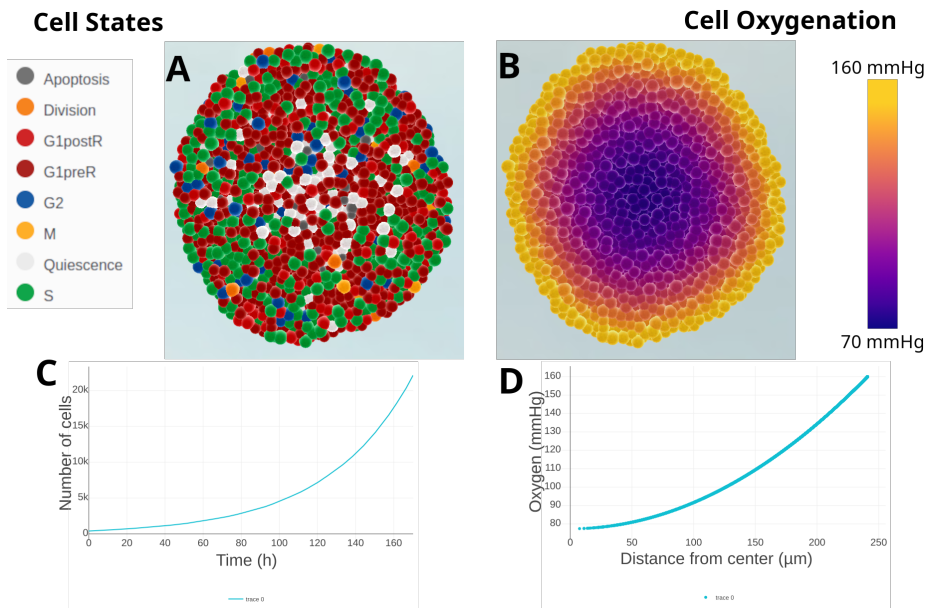 Cell States
Cell Oxygenation
A
B
Apoptosis
Division
G1postR
G1preR
G2
M
Quiescence
S
160 mmHg
70 mmHg
C
Number of cells
20k
15k
10k
5k
0
0 20 40 60 80 100 120 140 160
Time (h)
trace 0
D
Oxygen (mmHg)
160
150
140
130
120
110
100
90
80
0 50 100 150 200 250
Distance from center (µm)
trace 0